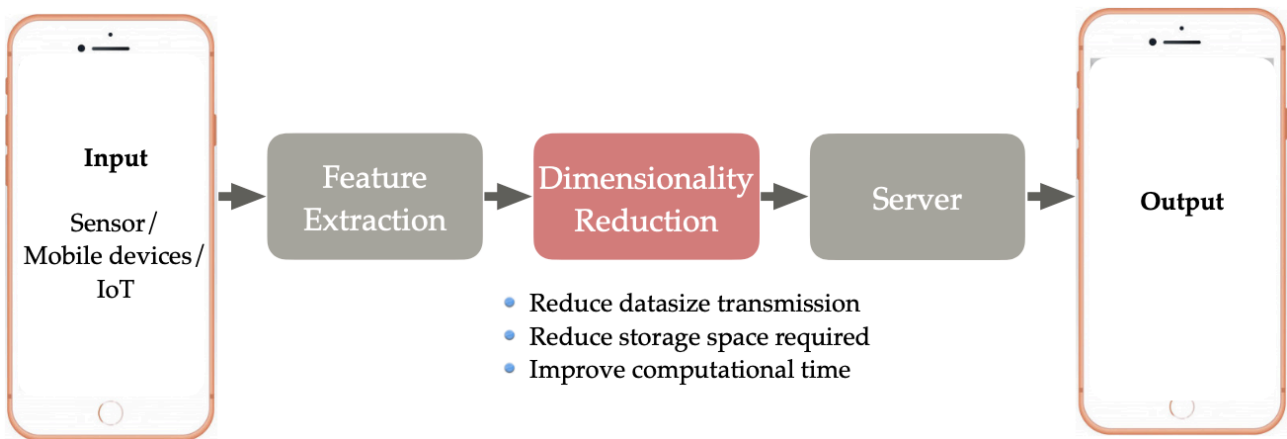 Input
Sensor/
Mobile devices/
IoT
Feature
Extraction
Dimensionality
Reduction
Server
Output
Reduce datasize transmission
Reduce storage space required
Improve computational time